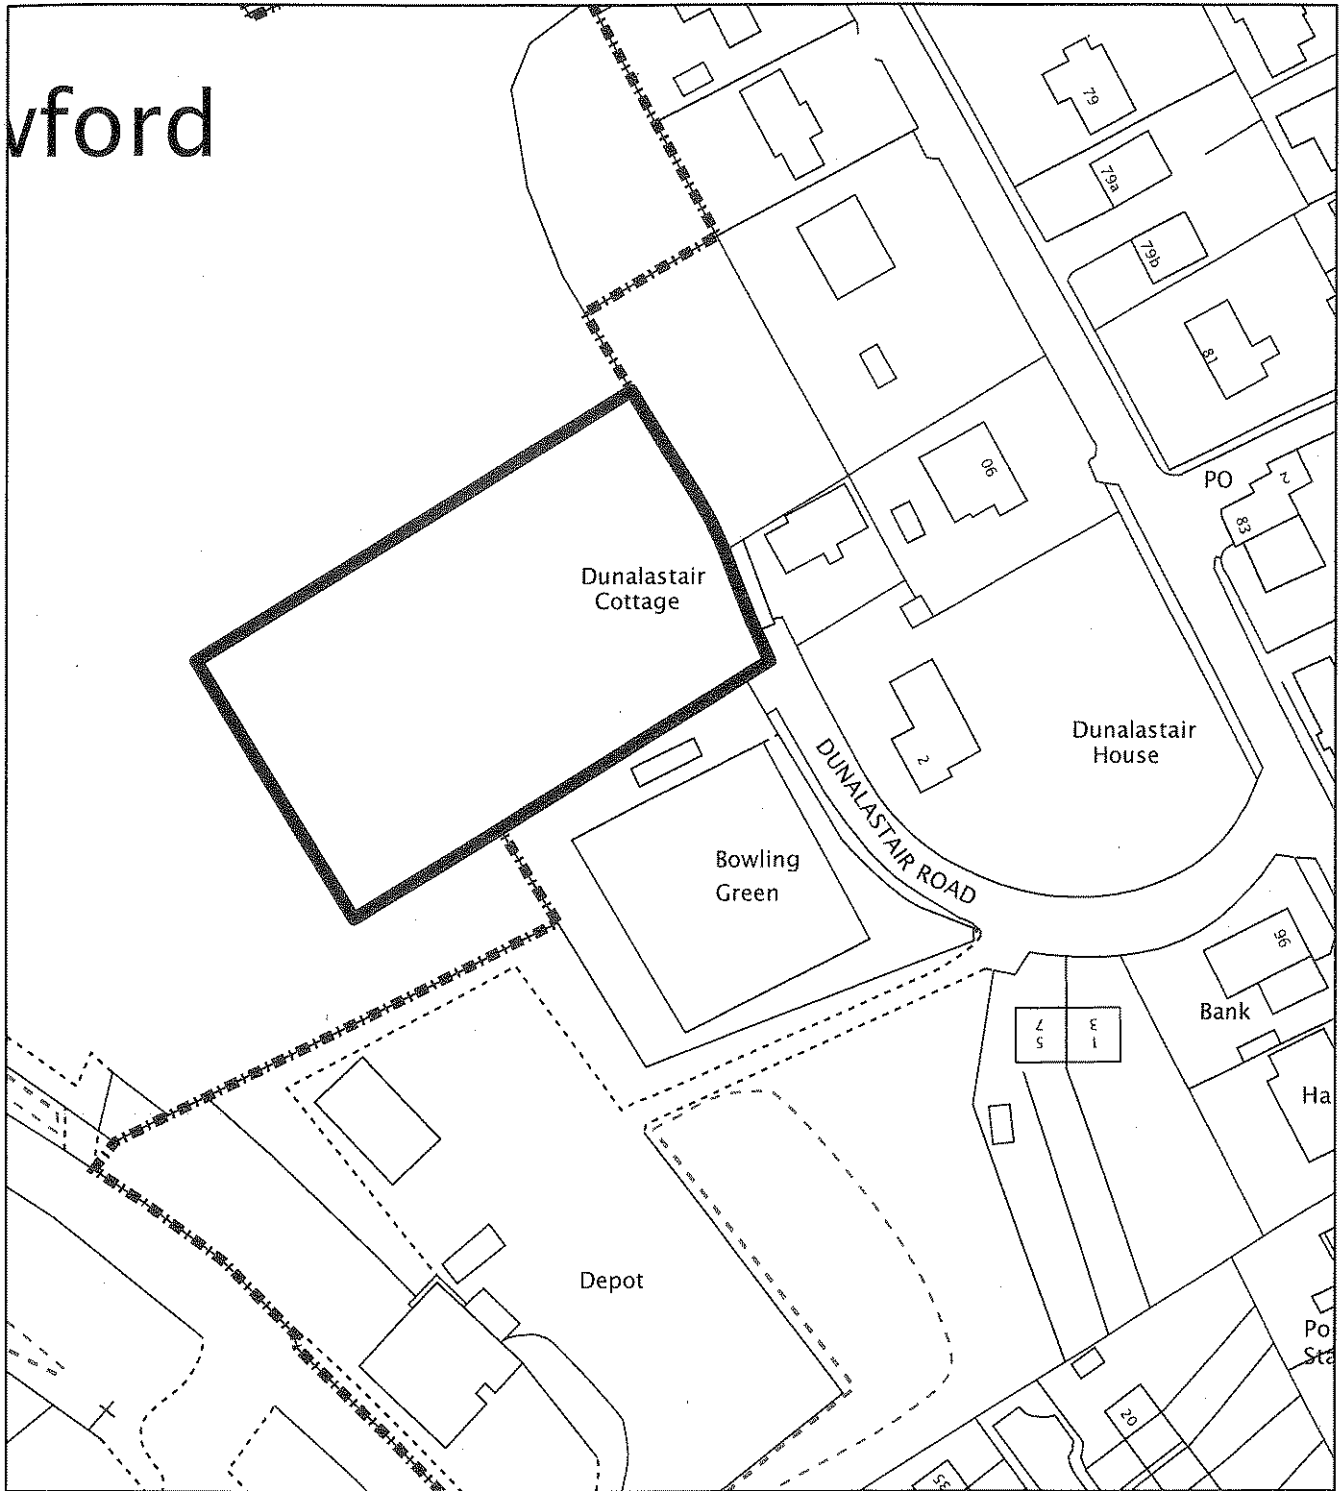 vford
79
79a
79b
81
90
PO
2
83
Dunalastair
Cottage
Dunalastair
House
2
DUNALASTAIR ROAD
Bowling
Green
96
Bank
5
7
1
3
Ha
Depot
Po
Sta
20
35